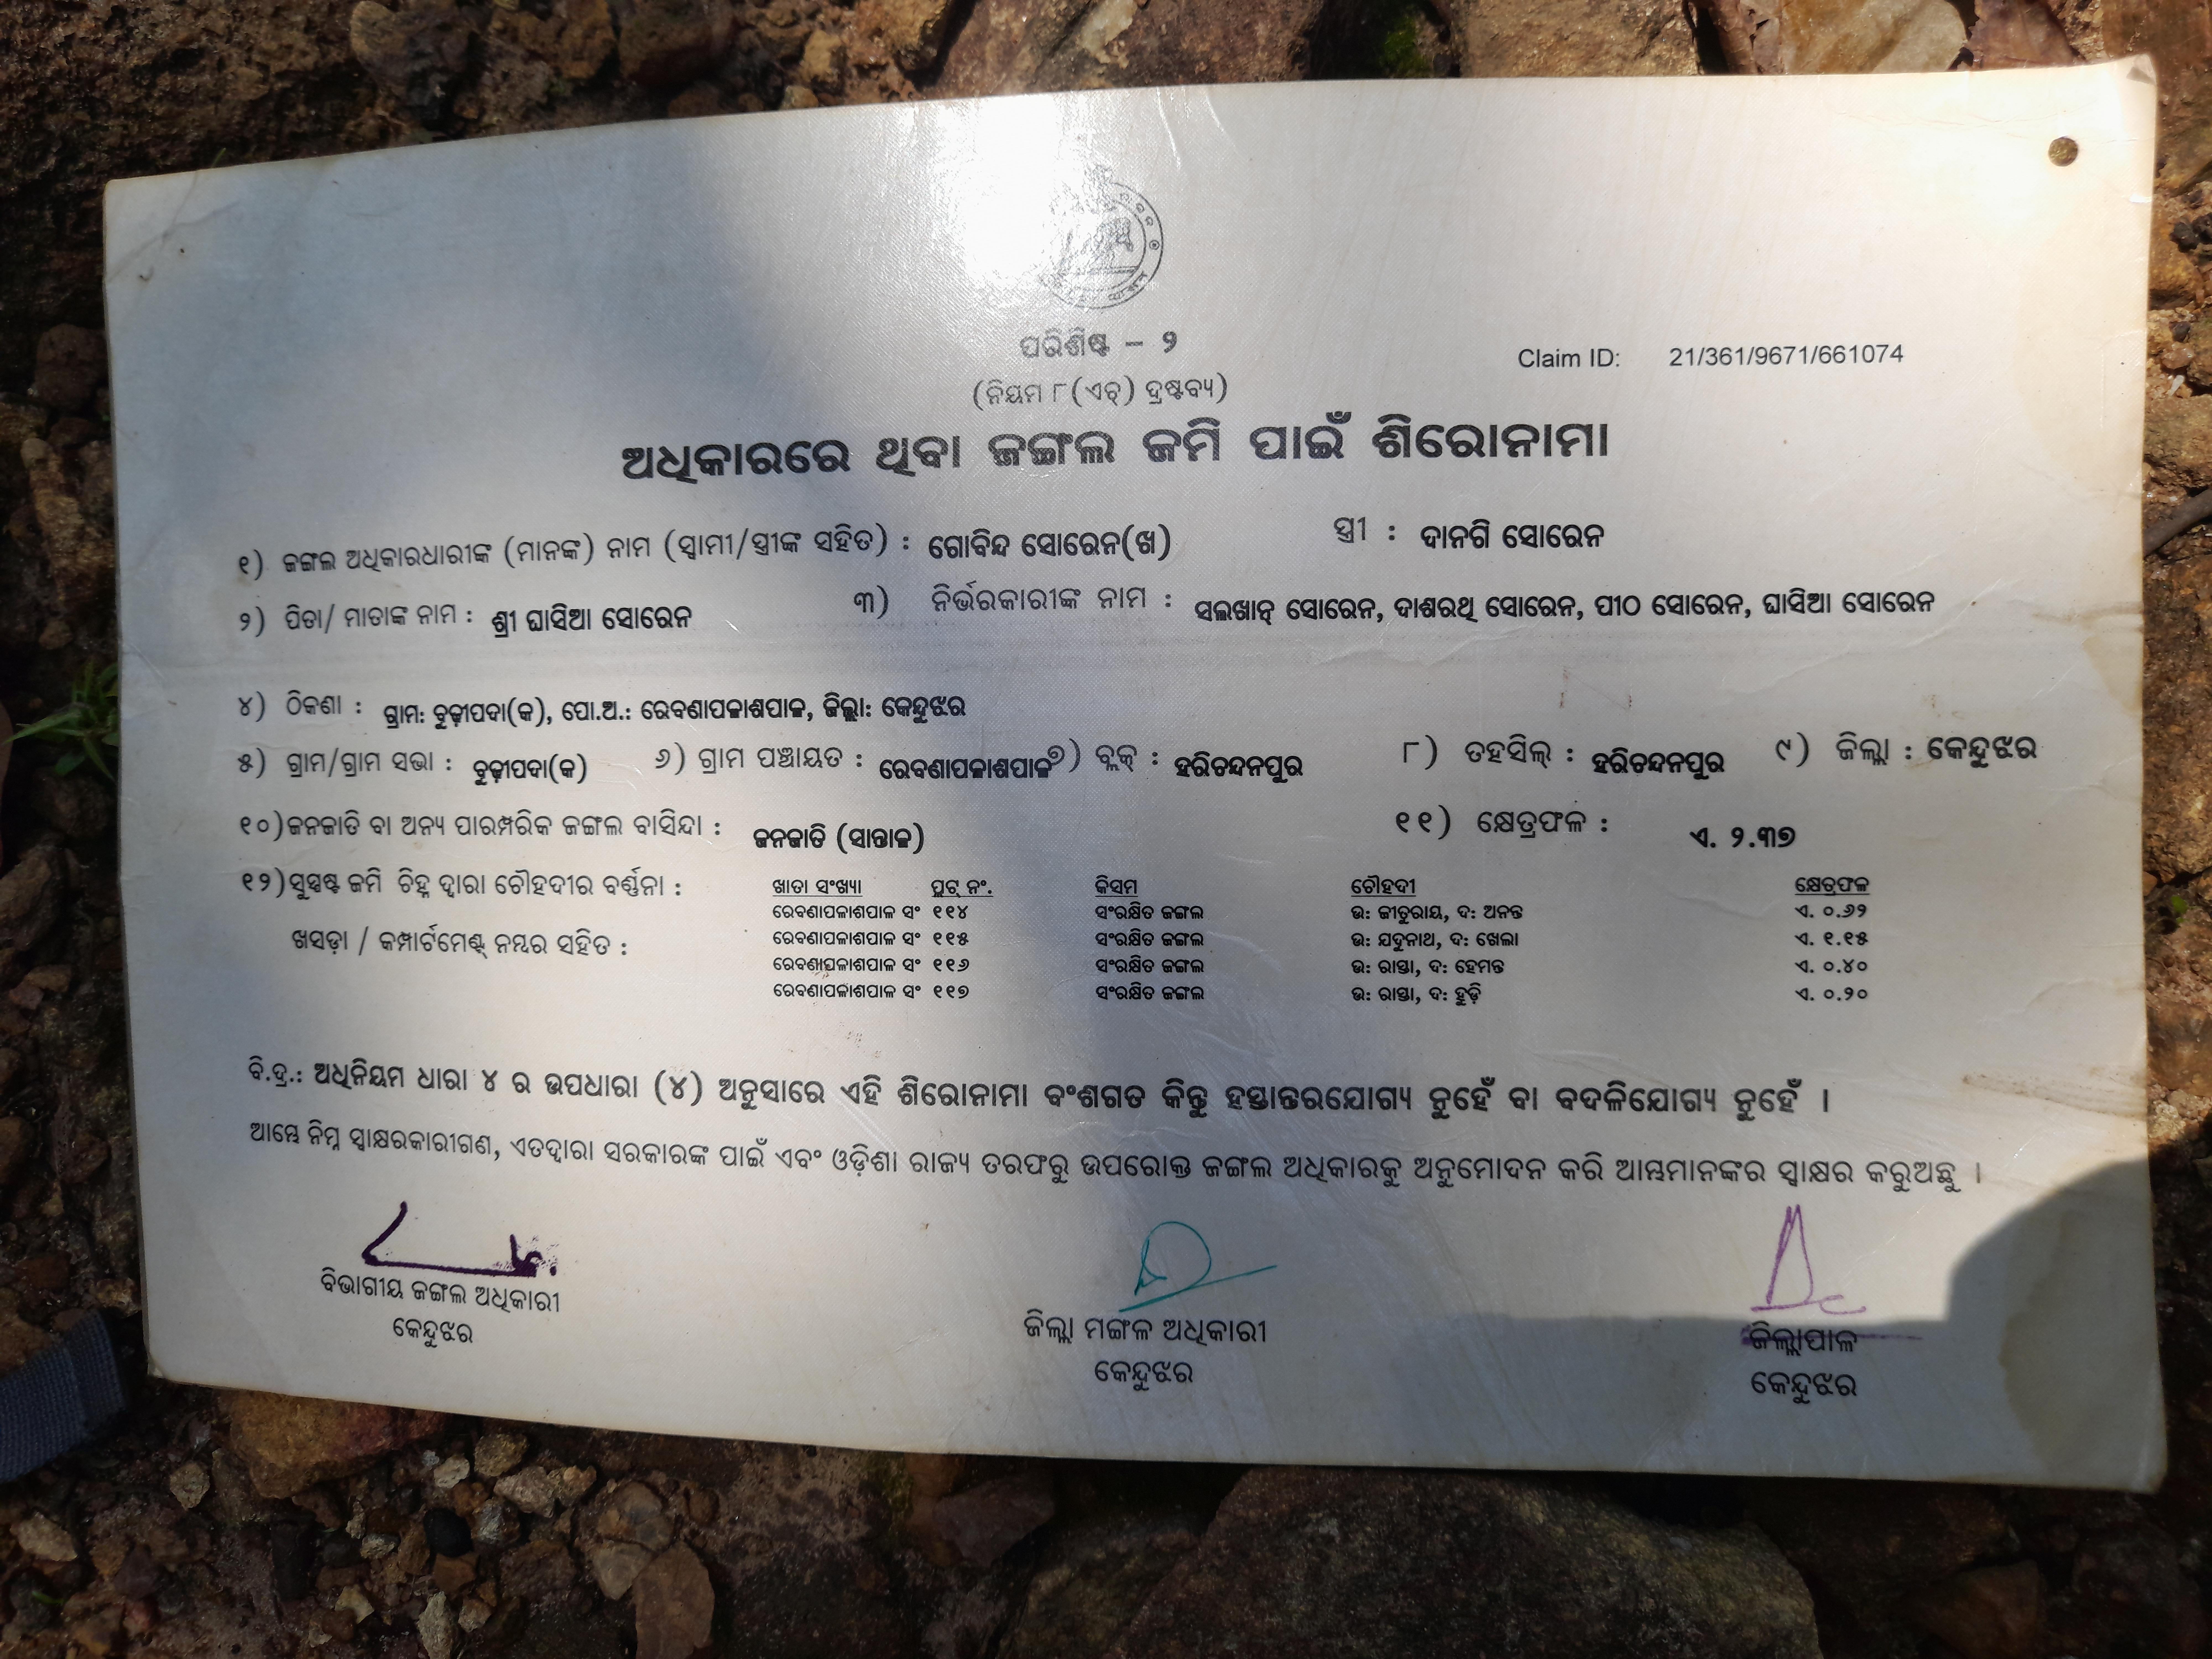 ପରିଶିଷ୍ଟ – ୨
Claim ID: 21/361/9671/661074
(ନିୟମ ୮(ଏଚ୍) ଦ୍ରଷ୍ଟବ୍ୟ)
ଅଧିକାରରେ ଥିବା ଜଙ୍ଗଲ ଜମି ପାଇଁ ଶିରୋନାମା
୧) ଜଙ୍ଗଲ ଅଧିକାରଧାରୀଙ୍କ (ମାନଙ୍କ) ନାମ (ସ୍ୱାମୀ/ସ୍ତ୍ରୀଙ୍କ ସହିତ) : ଗୋବିନ୍ଦ ସୋରେନ(ଖ) ସ୍ତ୍ରୀ : ଦାନଗି ସୋରେନ
୨) ପିତା/ ମାତାଙ୍କ ନାମ : ଶ୍ରୀ ଘାସିଆ ସୋରେନ ୩) ନିର୍ଭରକାରୀଙ୍କ ନାମ : ସଲଖାନ୍ ସୋରେନ, ଦାଶରଥି ସୋରେନ, ପୀଠ ସୋରେନ, ଘାସିଆ ସୋରେନ
୪) ଠିକଣା : ଗ୍ରାମ: ବୁଢ଼ୀପଦା(କ), ପୋ.ଅ.: ରେବଣାପଳାଶପାଳ, ଜିଲ୍ଲା: କେନ୍ଦୁଝର
୫) ଗ୍ରାମ/ଗ୍ରାମ ସଭା : ବୁଢ଼ୀପଦା(କ) ୬) ଗ୍ରାମ ପଞ୍ଚାୟତ : ରେବଣାପଳାଶପାଳ ୭) ବ୍ଲକ୍ : ହରିଚନ୍ଦନପୁର ୮) ତହସିଲ୍ : ହରିଚନ୍ଦନପୁର ୯) ଜିଲ୍ଲା : କେନ୍ଦୁଝର
୧୦)ଜନଜାତି ବା ଅନ୍ୟ ପାରମ୍ପରିକ ଜଙ୍ଗଲ ବାସିନ୍ଦା : ଜନଜାତି (ସାନ୍ତାଳ) ୧୧) କ୍ଷେତ୍ରଫଳ : ଏ. ୨.୩୭
୧୨)ସୁସ୍ପଷ୍ଟ ଜମି ଚିହ୍ନ ଦ୍ୱାରା ଚୌହଦୀର ବର୍ଣ୍ଣନା : ଖାତା ସଂଖ୍ୟା ପ୍ଲଟ୍ ନଂ. କିସମ ଚୌହଦୀ କ୍ଷେତ୍ରଫଳ
ରେବଣାପଳାଶପାଳ ସଂ ୧୧୪ ସଂରକ୍ଷିତ ଜଙ୍ଗଲ ଉ: ଜୀତୁରାୟ, ଦ: ଅନନ୍ତ ଏ. ୦.୬୨
ଖସଡ଼ା / କମ୍ପାର୍ଟମେଣ୍ଟ୍ ନମ୍ବର ସହିତ : ରେବଣାପଳାଶପାଳ ସଂ ୧୧୫ ସଂରକ୍ଷିତ ଜଙ୍ଗଲ ଉ: ଯଦୁନାଥ, ଦ: ଖେଲା ଏ. ୧.୧୫
ରେବଣାପଳାଶପାଳ ସଂ ୧୧୬ ସଂରକ୍ଷିତ ଜଙ୍ଗଲ ଉ: ରାସ୍ତା, ଦ: ହେମନ୍ତ ଏ. ୦.୪୦
ରେବଣାପଳାଶପାଳ ସଂ ୧୧୭ ସଂରକ୍ଷିତ ଜଙ୍ଗଲ ଉ: ରାସ୍ତା, ଦ: ହୁଡ଼ି ଏ. ୦.୨୦
ବି.ଦ୍ର.: ଅଧିନିୟମ ଧାରା ୪ ର ଉପଧାରା (୪) ଅନୁସାରେ ଏହି ଶିରୋନାମା ବଂଶଗତ କିନ୍ତୁ ହସ୍ତାନ୍ତରଯୋଗ୍ୟ ନୁହେଁ ବା ବଦଳିଯୋଗ୍ୟ ନୁହେଁ ।
ଆମ୍ଭେ ନିମ୍ନ ସ୍ୱାକ୍ଷରକାରୀଗଣ, ଏତଦ୍ୱାରା ସରକାରଙ୍କ ପାଇଁ ଏବଂ ଓଡ଼ିଶା ରାଜ୍ୟ ତରଫରୁ ଉପରୋକ୍ତ ଜଙ୍ଗଲ ଅଧିକାରକୁ ଅନୁମୋଦନ କରି ଆମ୍ଭମାନଙ୍କର ସ୍ୱାକ୍ଷର କରୁଅଛୁ ।
ବିଭାଗୀୟ ଜଙ୍ଗଲ ଅଧିକାରୀ
କେନ୍ଦୁଝର
ଜିଲ୍ଲା ମଙ୍ଗଳ ଅଧିକାରୀ
କେନ୍ଦୁଝର
ଜିଲ୍ଲାପାଳ
କେନ୍ଦୁଝର